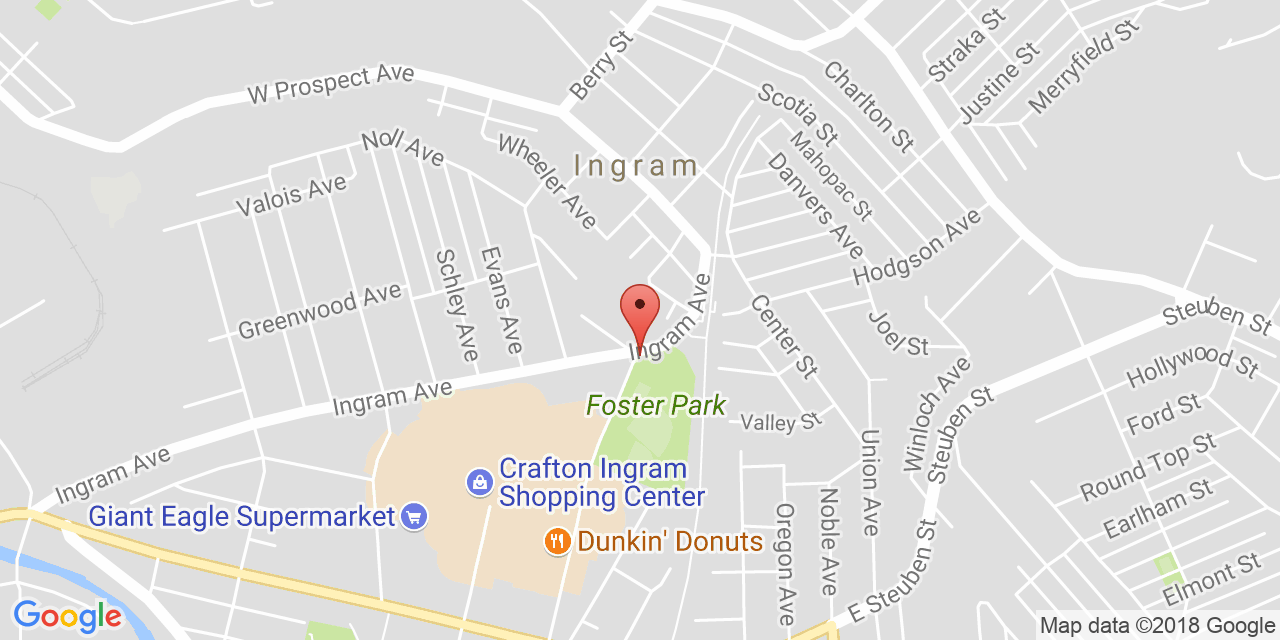 Straka St
Justine St
Merryfield St
Berry St
W Prospect Ave
Charlton St
Scotia St
Noll Ave
Wheeler Ave
Ingram
Mahopac St
Danvers Ave
Valois Ave
Hodgson Ave
Schley Ave
Evans Ave
Greenwood Ave
Ingram Ave
Center St
Joel St
Steuben St
Hollywood St
Ingram Ave
Foster Park
Valley St
Winloch Ave
Steuben St
Ford St
Ingram Ave
Union Ave
Round Top St
Crafton Ingram
Shopping Center
Earlham St
Giant Eagle Supermarket
Dunkin' Donuts
Oregon Ave
Noble Ave
E Steuben St
Elmont St
Google
Map data ©2018 Google